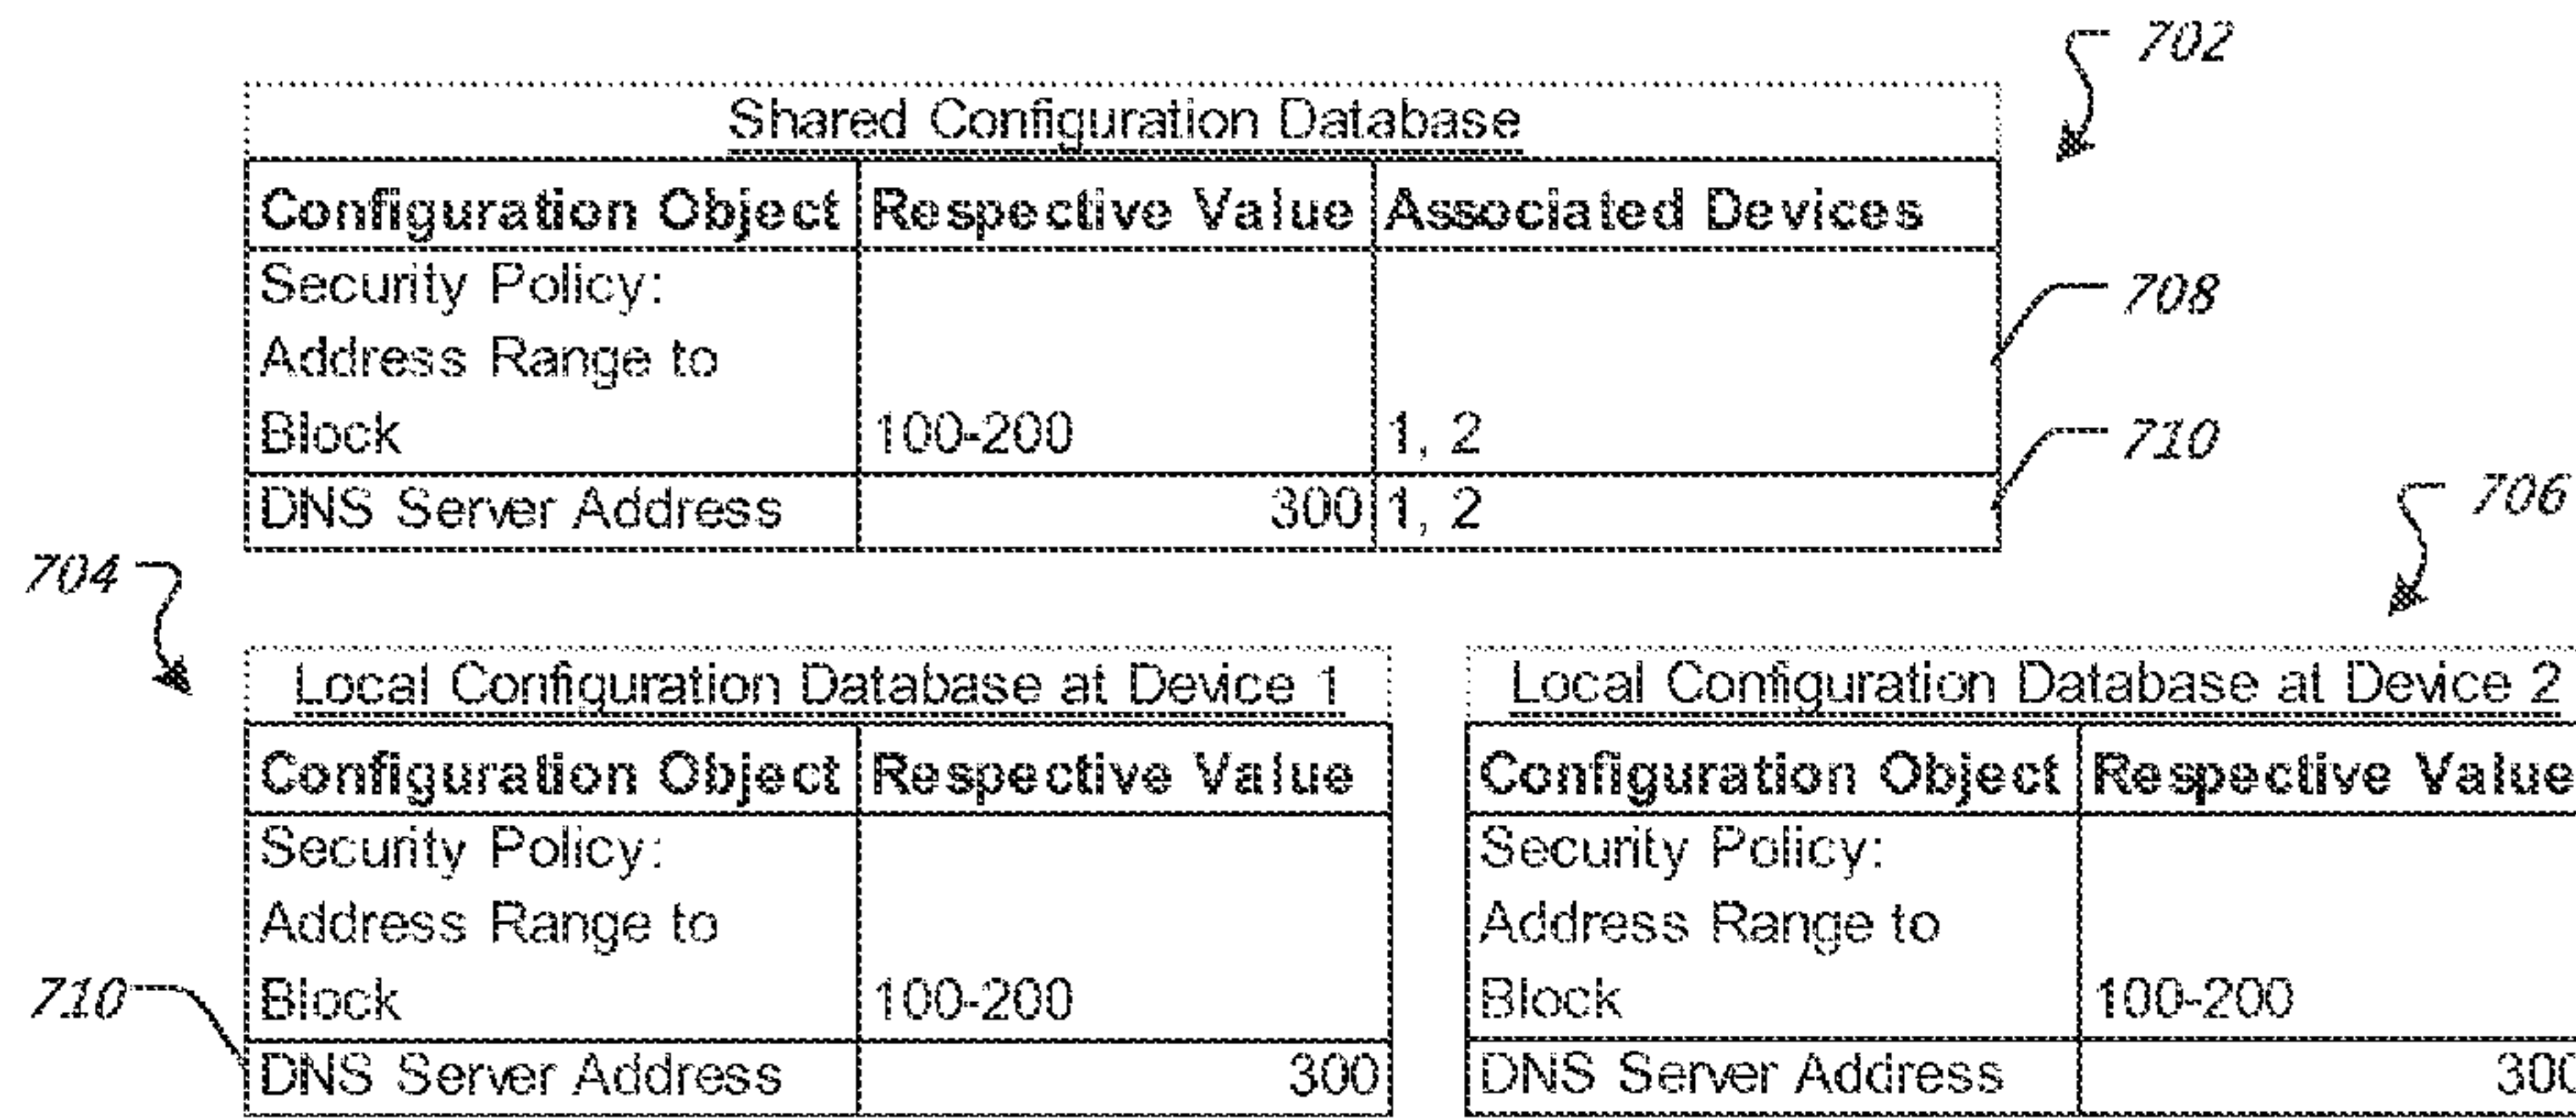 702
Shared Configuration Database
Configuration Object Respective Value Associated Devices
Security Policy:
Address Range to
Block 100-200 1, 2
708
DNS Server Address 300 1, 2
710
704
706
Local Configuration Database at Device 1
Configuration Object Respective Value
Security Policy:
Address Range to
Block 100-200
710
DNS Server Address 300
Local Configuration Database at Device 2
Configuration Object Respective Value
Security Policy:
Address Range to
Block 100-200
DNS Server Address 300